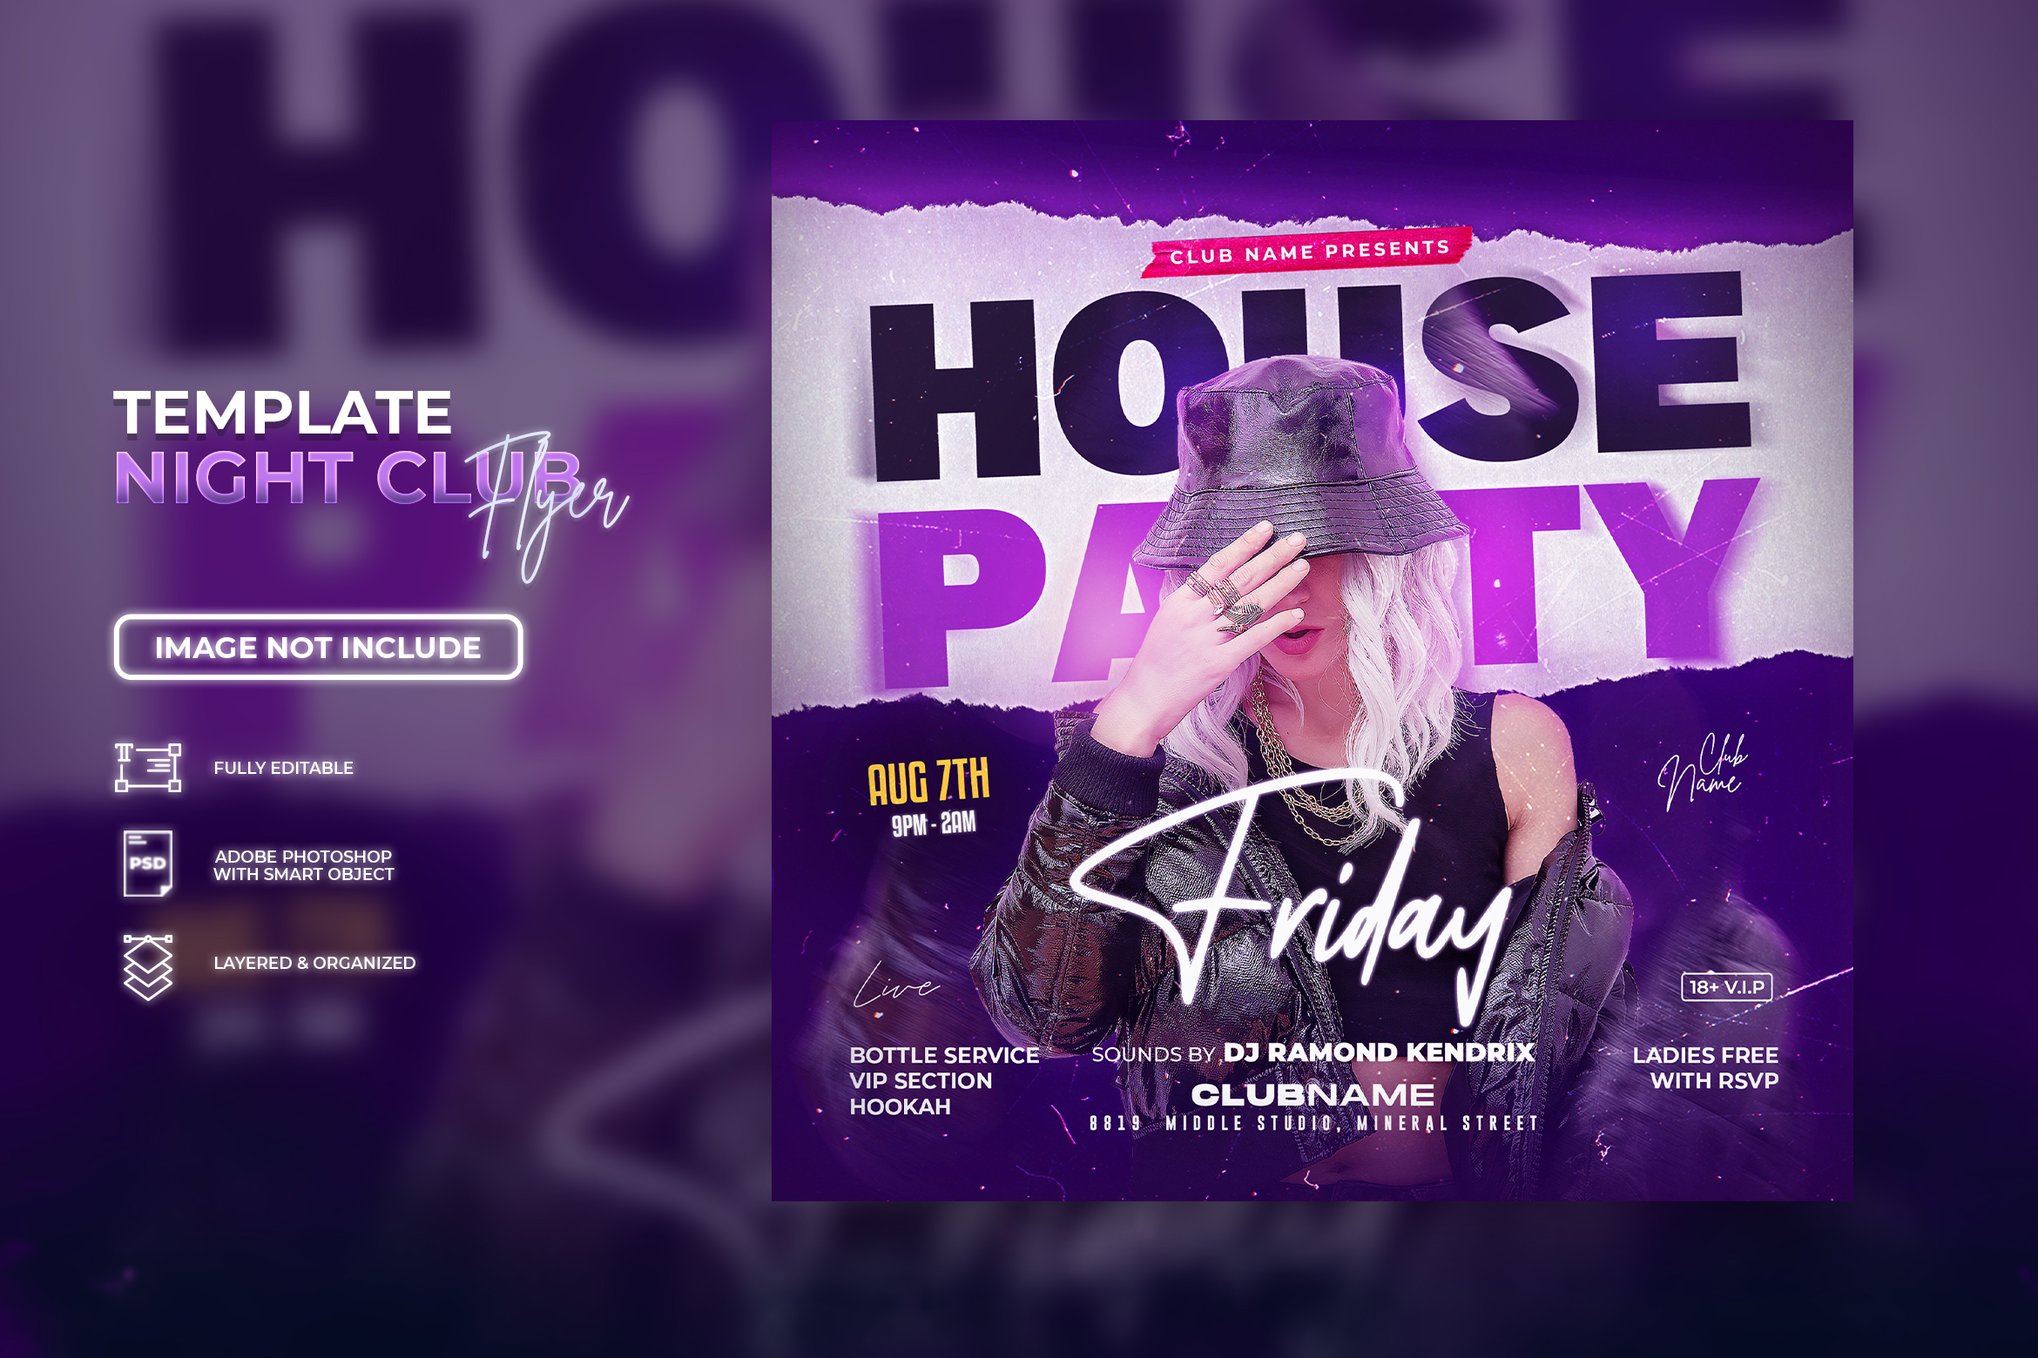 TEMPLATE
NIGHT CLUB
Flyer
IMAGE NOT INCLUDE
FULLY EDITABLE
PSD
ADOBE PHOTOSHOP
WITH SMART OBJECT
LAYERED & ORGANIZED
CLUB NAME PRESENTS
HOUSE
PARTY
AUG 7TH
9PM - 2AM
Club
Name
Friday
Live
BOTTLE SERVICE
VIP SECTION
HOOKAH
SOUNDS BY DJ RAMOND KENDRIX
CLUBNAME
8819 MIDDLE STUDIO, MINERAL STREET
18+ V.I.P
LADIES FREE
WITH RSVP